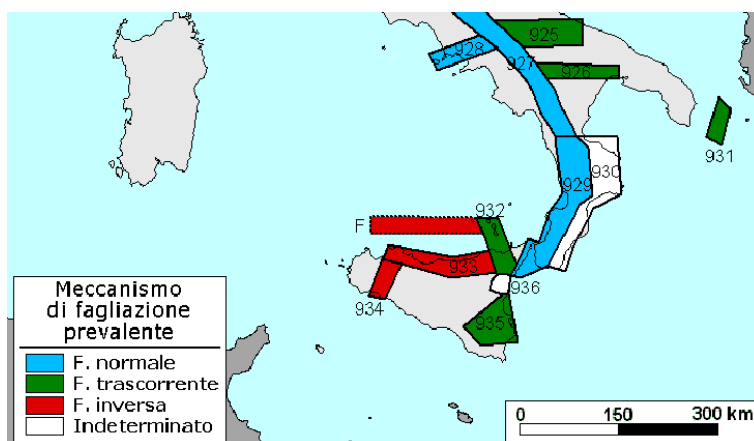 925
928
927
926
931
930
929
932
F
933
936
934
935
Meccanismo
di fagliazione
prevalente
F. normale
F. trascorrente
F. inversa
Indeterminato
0 150 300 km